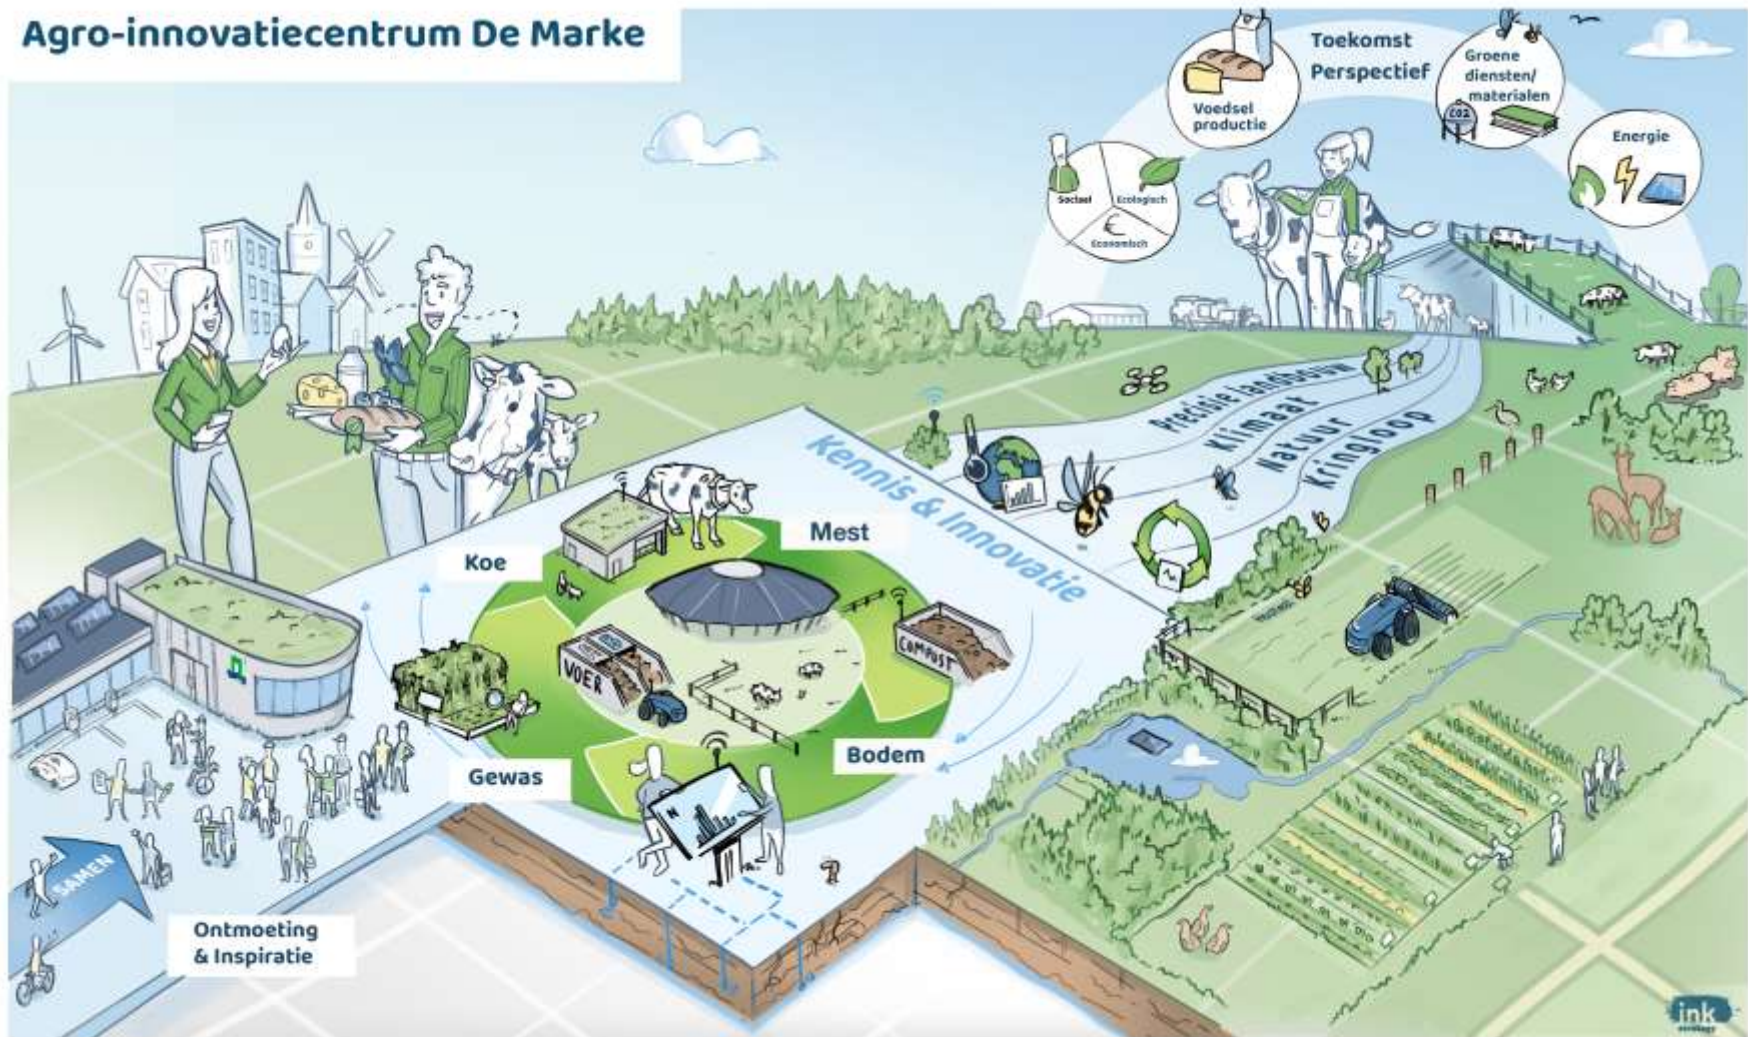 Agro-innovatiecentrum De Marke
Toekomst
Perspectief
Voedsel
productie
Groene
diensten/
materialen
CO2
Energie
Sociaal
Ecologisch
€
Economisch
Precisie landbouw
Klimaat
Natuur
Kringloop
Kennis & Innovatie
Mest
Koe
VOER
COMPOST
Bodem
Gewas
SAMEN
Ontmoeting
& Inspiratie
ink